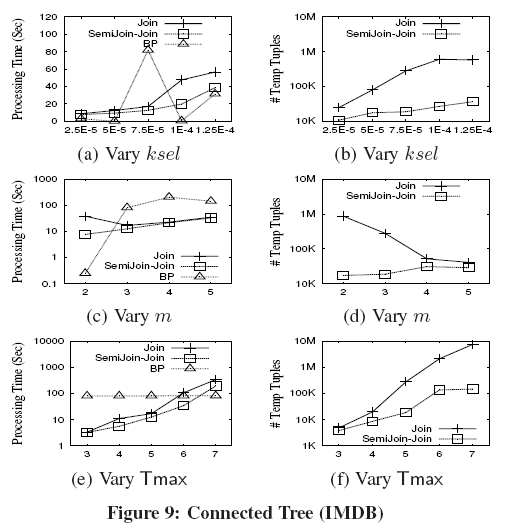 Processing Time (Sec)
120
100
80
60
40
20
0
Join
SemiJoin-Join
BP
2.5E-5 5E-5 7.5E-5 1E-4 1.25E-4
(a) Vary ksel
# Temp Tuples
10M
1M
100K
10K
Join
SemiJoin-Join
2.5E-5 5E-5 7.5E-5 1E-4 1.25E-4
(b) Vary ksel
Processing Time (Sec)
1000
100
10
1
0.1
Join
SemiJoin-Join
BP
2 3 4 5
(c) Vary m
# Temp Tuples
10M
1M
100K
10K
Join
SemiJoin-Join
2 3 4 5
(d) Vary m
Processing Time (Sec)
10000
1000
100
10
1
Join
SemiJoin-Join
BP
3 4 5 6 7
(e) Vary Tmax
# Temp Tuples
10M
1M
100K
10K
1K
Join
SemiJoin-Join
3 4 5 6 7
(f) Vary Tmax
Figure 9: Connected Tree (IMDB)